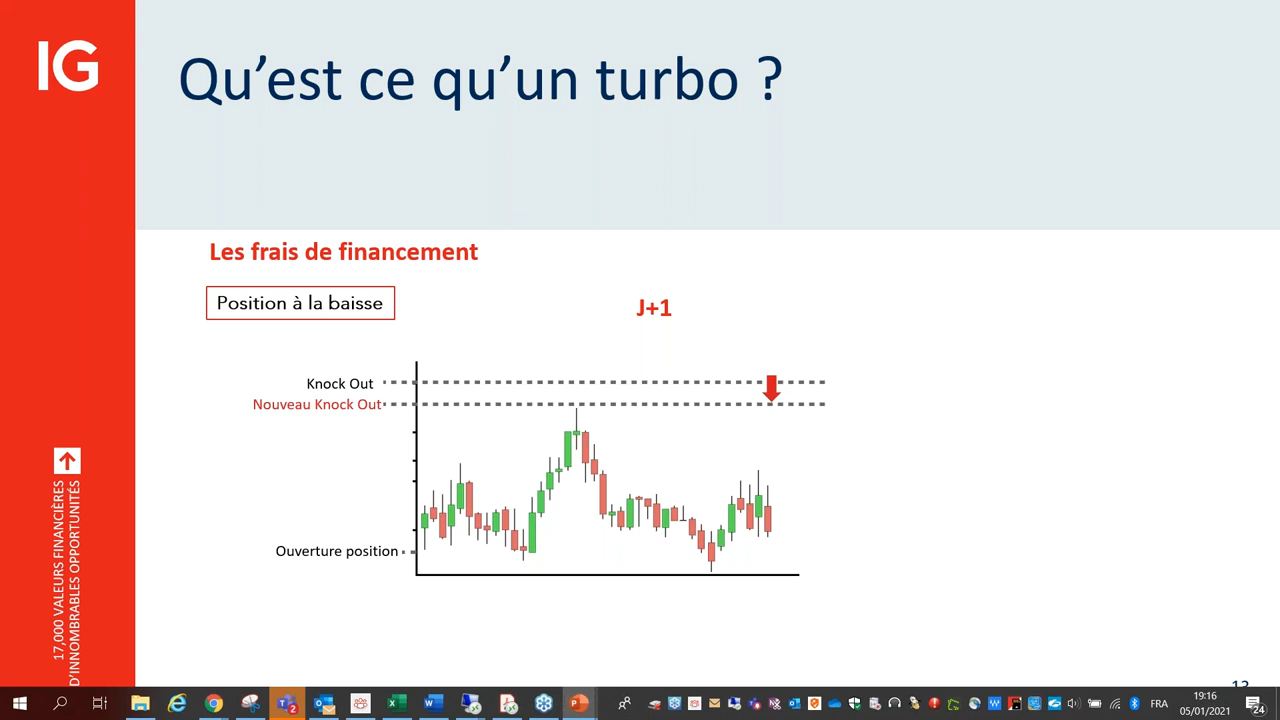 IG
Qu’est ce qu’un turbo ?
Les frais de financement
Position à la baisse
J+1
Knock Out
Nouveau Knock Out
Ouverture position
17,000 VALEURS FINANCIÈRES
D’INNOMBRABLES OPPORTUNITÉS
FRA
19:16
05/01/2021
24